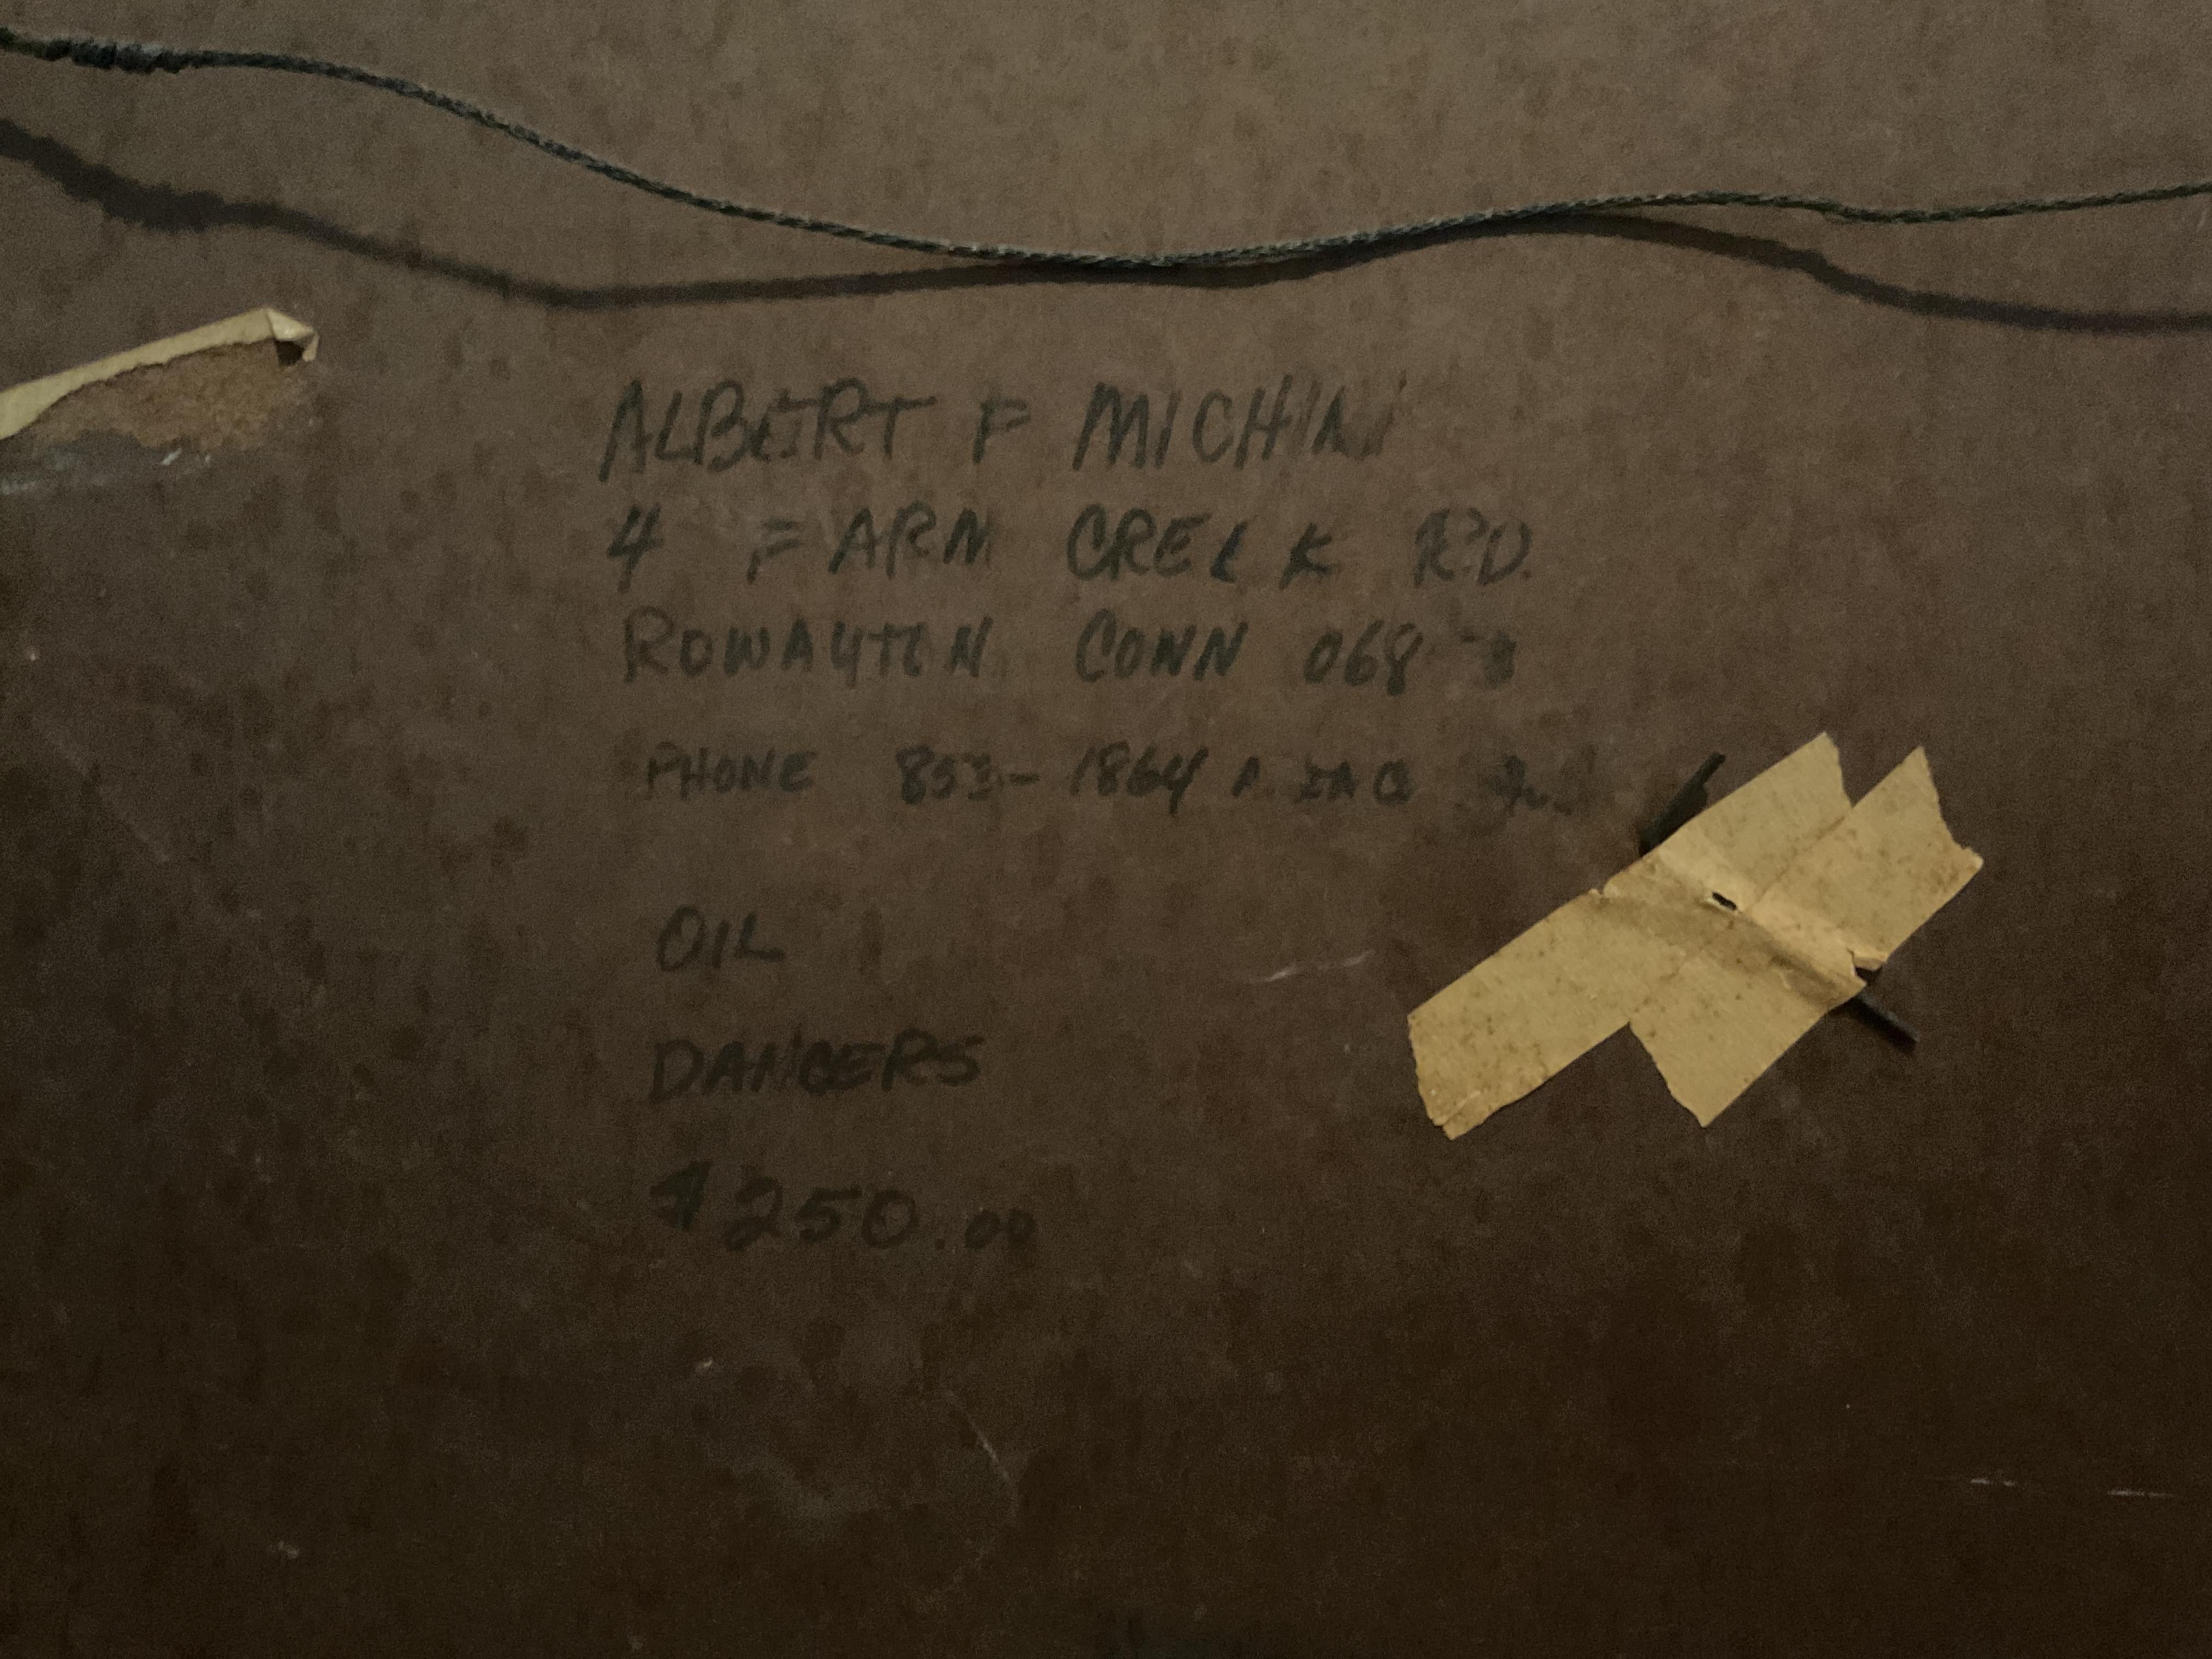 ALBERT F MICHINI
4 FARM CREEK RD.
ROWAYTON CONN
PHONE 853-1864
OIL
DANCERS
$250.00